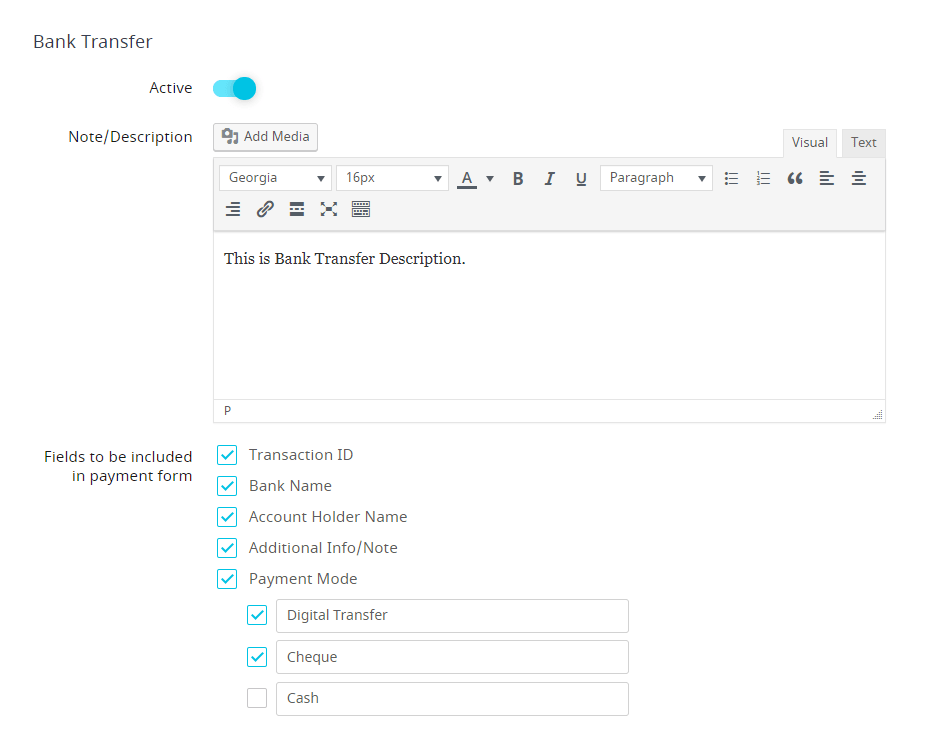 Bank Transfer
Active
Note/Description
Add Media
Visual Text
Georgia 16px A B I U Paragraph
This is Bank Transfer Description.
P
Fields to be included
in payment form
Transaction ID
Bank Name
Account Holder Name
Additional Info/Note
Payment Mode
Digital Transfer
Cheque
Cash